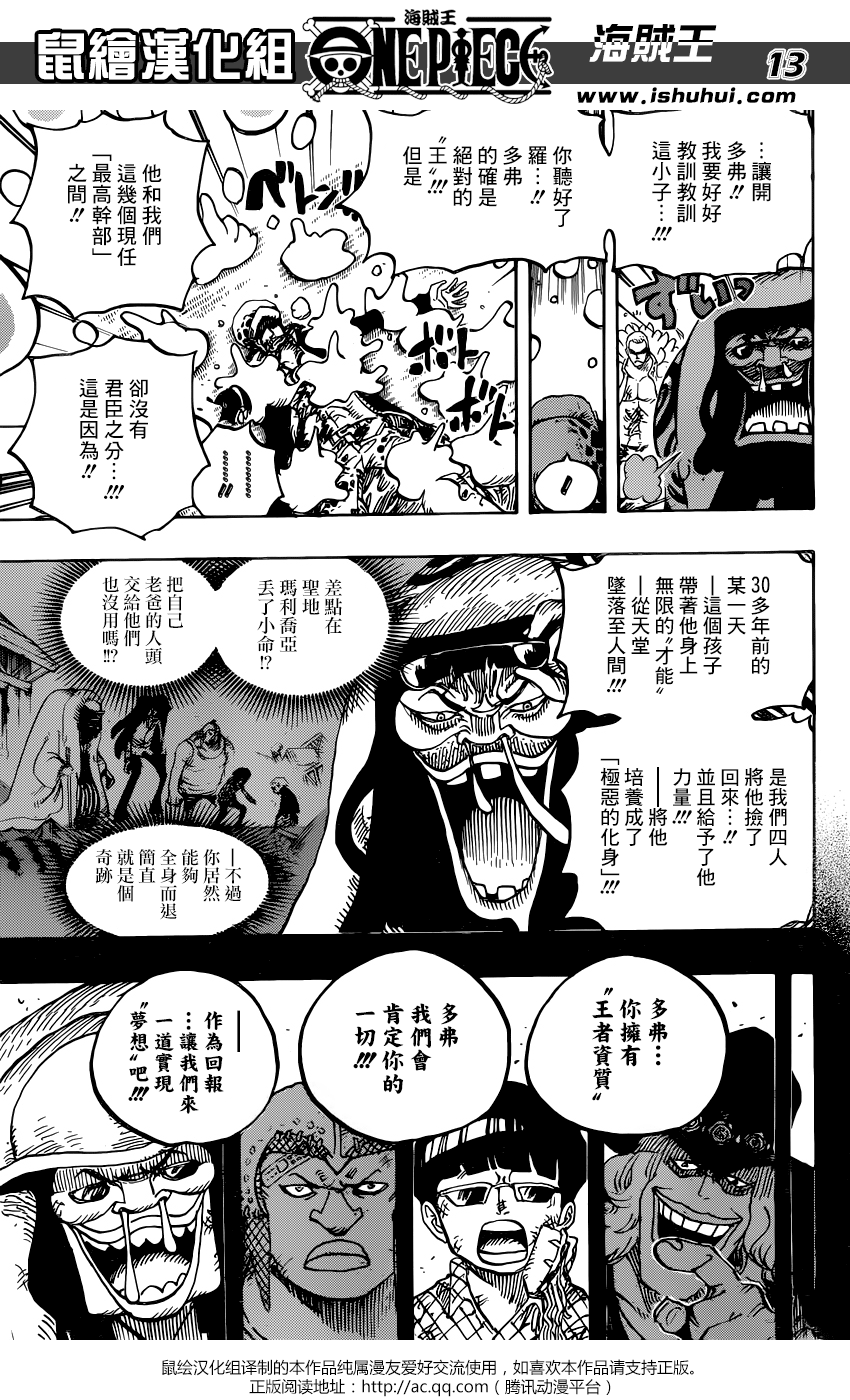 鼠繪漢化組
海賊王
ONE PIECE
海賊王
13
www.ishuhui.com
…讓開
多弗!!
我要好好
教訓教訓
這小子…!!!
你聽好了
羅…!!
多弗
的確是
絕對的
〝王〞!!!
但是
他和我們
這幾個現任
「最高幹部」
之間!!
卻沒有
君臣之分…!!!
這是因為!!
ずいっ
ベトンッ
ボト
ボト
30多年前的
某一天
—這個孩子
帶著他身上
無限的〝才能〞
—從天堂
墜落至人間!!!
是我們四人
將他撿了
回來…!!
並且給予了他
力量!!!
——將他
培養成了
「極惡的化身」!!!
差點在
聖地
瑪利喬亞
丟了小命!?
把自己
老爸的人頭
交給他們
也沒用嗎!!?
—不過
你居然
能夠
全身而退
簡直
就是個
奇跡
多弗…
你擁有
〝王者資質〞
多弗
我們會
肯定你的
一切!!!
——
作為回報
…讓我們來
一道實現
〝夢想〞吧!!!
鼠绘汉化组译制的本作品纯属漫友爱好交流使用，如喜欢本作品请支持正版。
正版阅读地址：http://ac.qq.com（腾讯动漫平台）